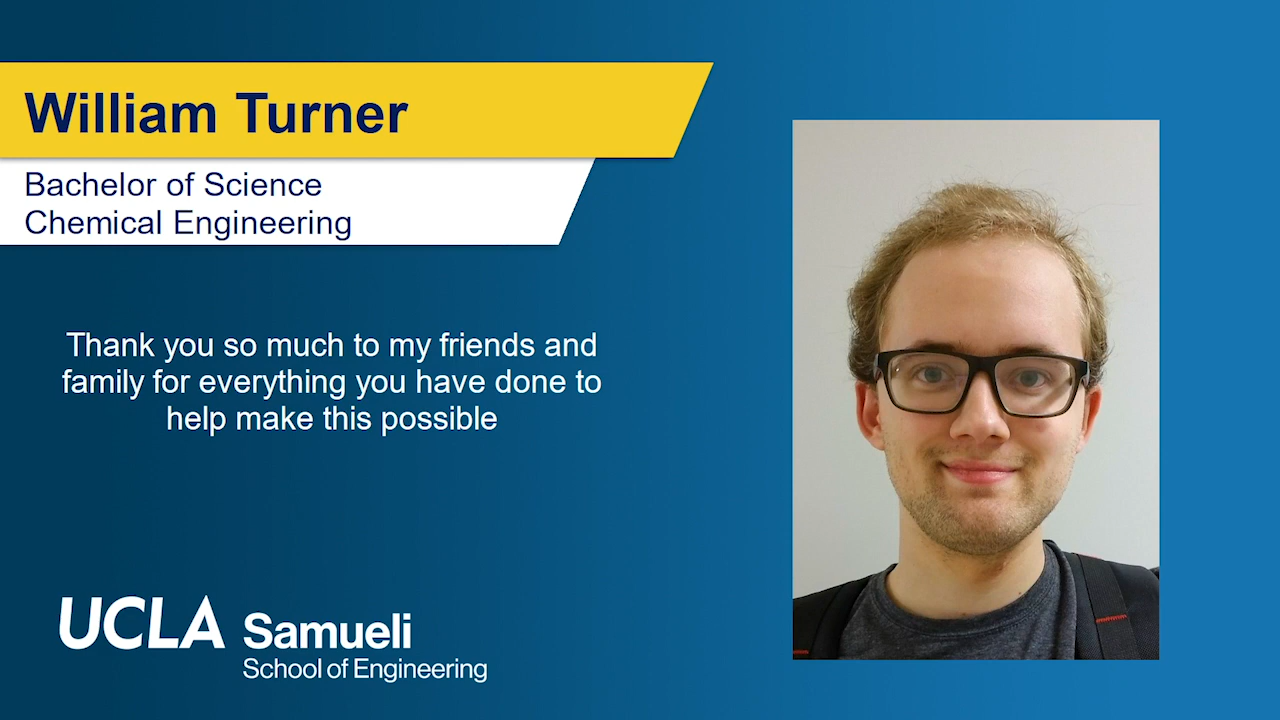 William Turner
Bachelor of Science
Chemical Engineering
Thank you so much to my friends and
family for everything you have done to
help make this possible
UCLA Samueli
School of Engineering